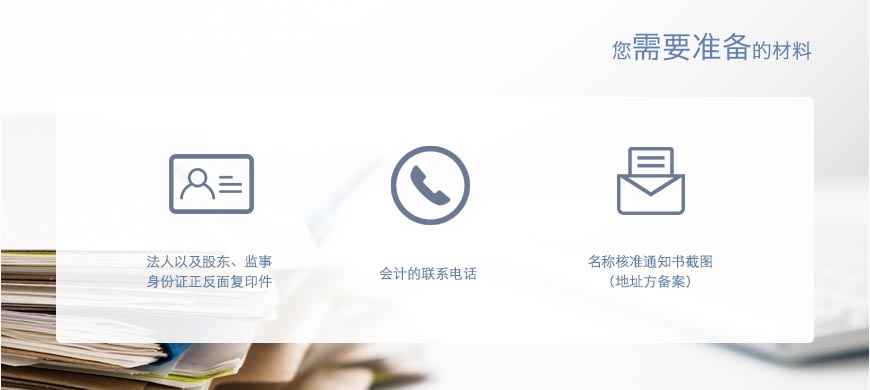 您需要准备的材料
法人以及股东、监事
身份证正反面复印件
会计的联系电话
名称核准通知书截图
（地址方备案）